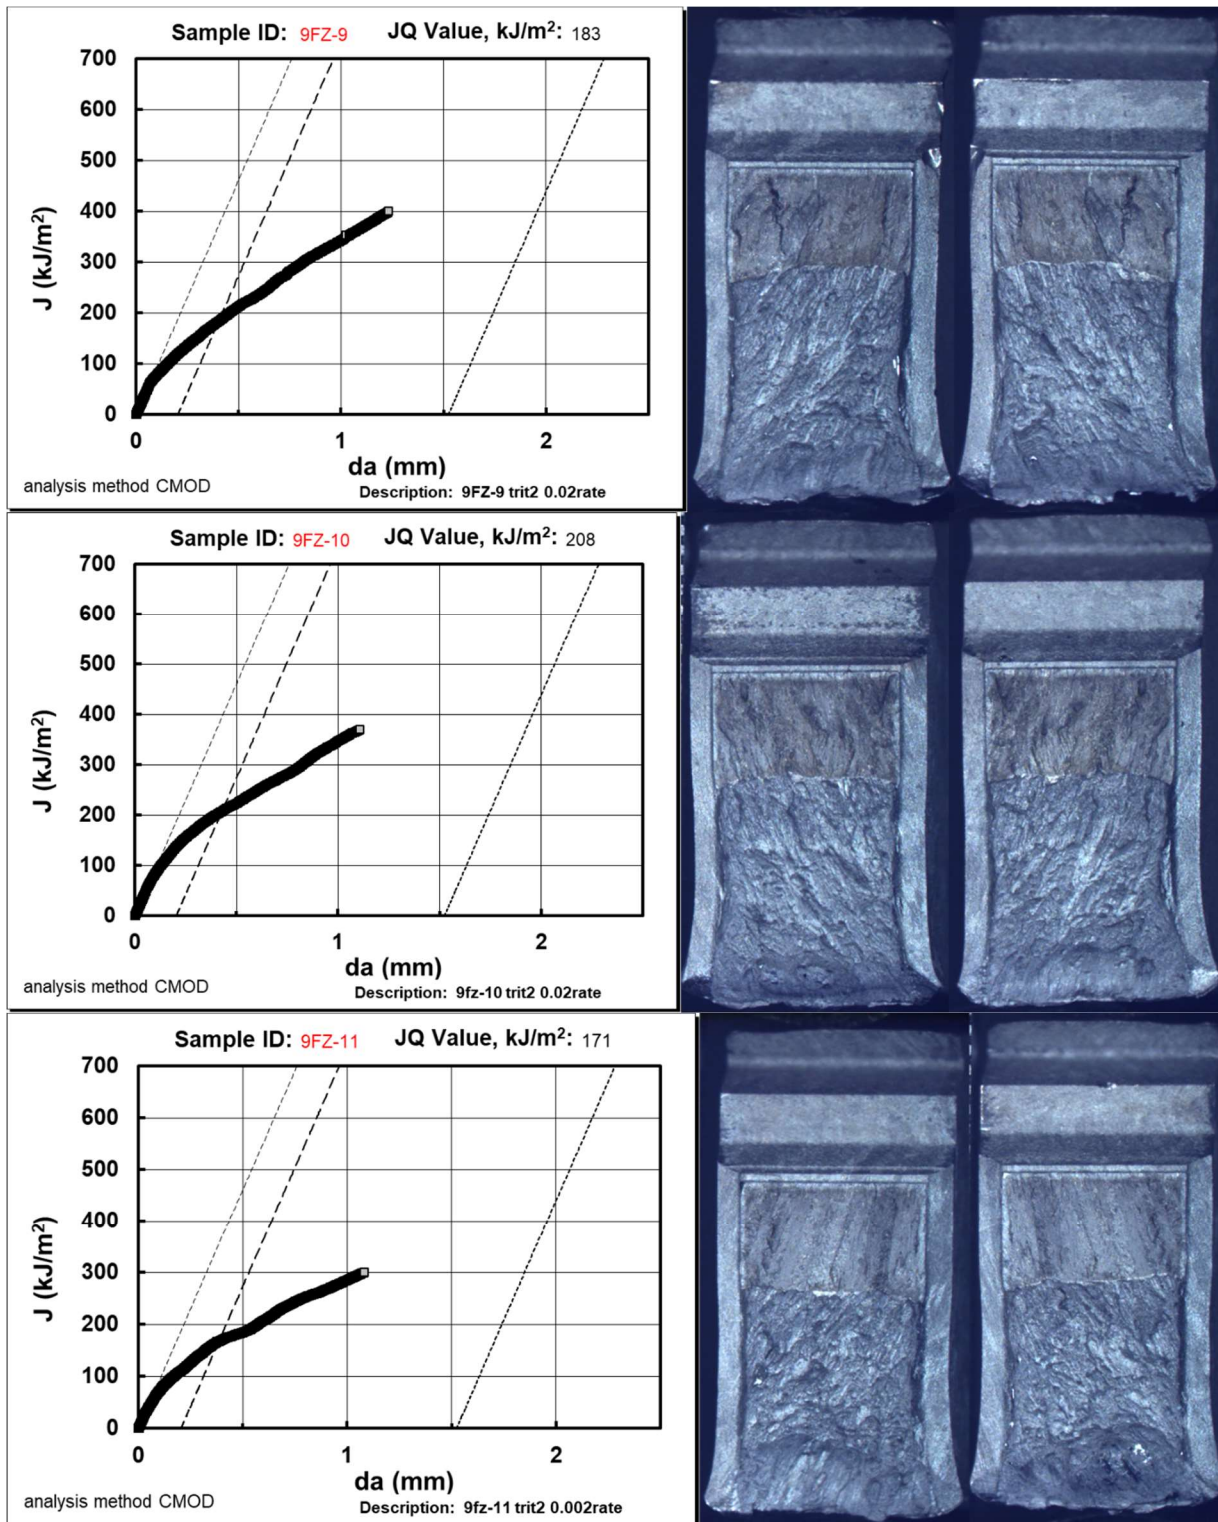 Sample ID: 9FZ-9 JQ Value, kJ/m²: 183
700
600
500
400
300
200
100
0
J (kJ/m²)
0 1 2
da (mm)
analysis method CMOD
Description: 9FZ-9 trit2 0.02rate
Sample ID: 9FZ-10 JQ Value, kJ/m²: 208
700
600
500
400
300
200
100
0
J (kJ/m²)
0 1 2
da (mm)
analysis method CMOD
Description: 9fz-10 trit2 0.02rate
Sample ID: 9FZ-11 JQ Value, kJ/m²: 171
700
600
500
400
300
200
100
0
J (kJ/m²)
0 1 2
da (mm)
analysis method CMOD
Description: 9fz-11 trit2 0.002rate